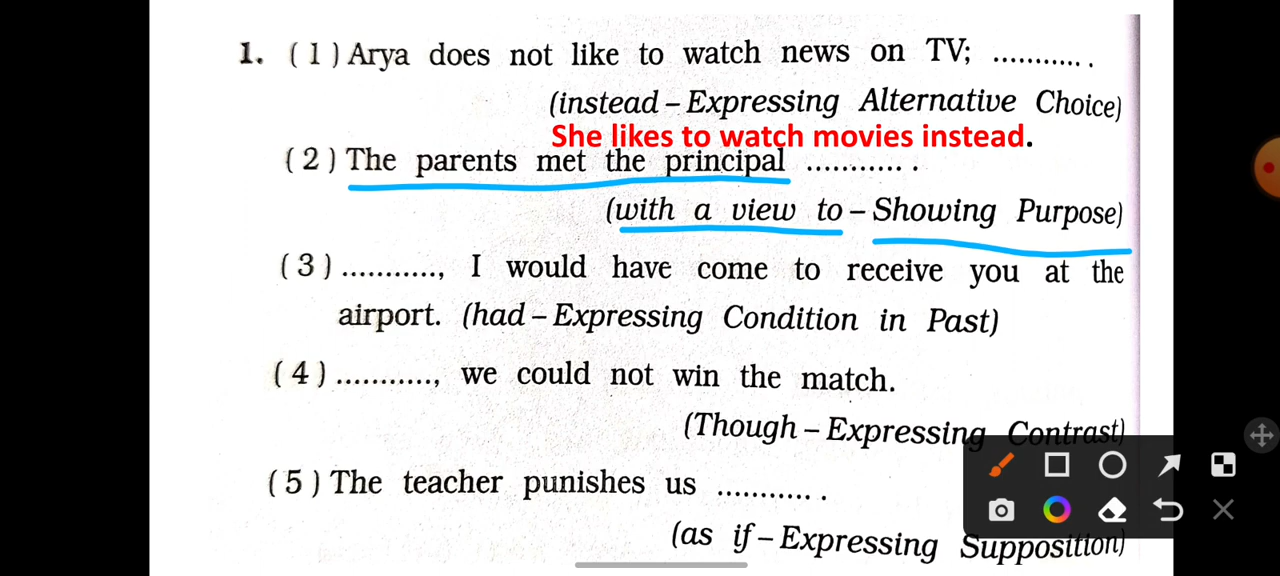 1. (1) Arya does not like to watch news on TV; ............ .
(instead – Expressing Alternative Choice)
She likes to watch movies instead.
(2) The parents met the principal ........... .
(with a view to – Showing Purpose)
(3) ..........., I would have come to receive you at the
airport. (had – Expressing Condition in Past)
(4) ..........., we could not win the match.
(Though – Expressing Contrast)
(5) The teacher punishes us ........... .
(as if – Expressing Supposition)